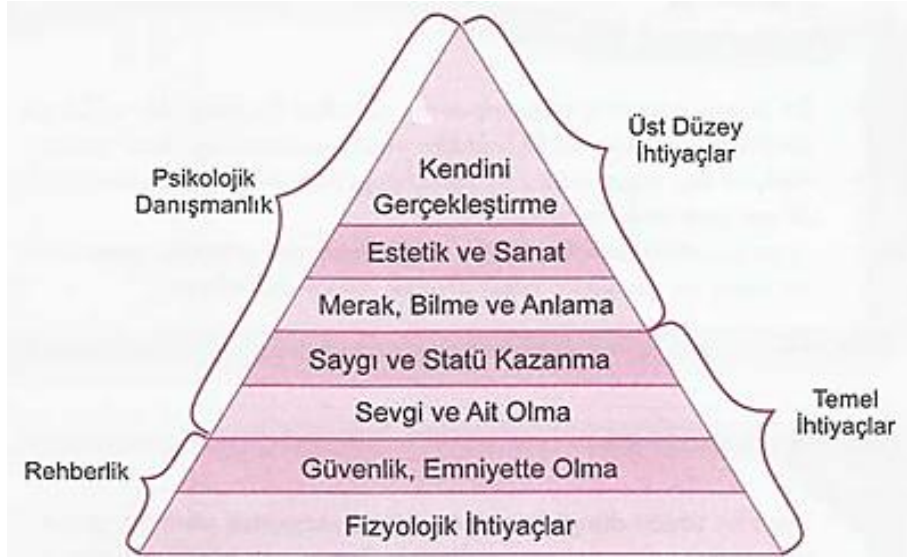 Üst Düzey
İhtiyaçlar
Psikolojik
Danışmanlık
Kendini
Gerçekleştirme
Estetik ve Sanat
Merak, Bilme ve Anlama
Saygı ve Statü Kazanma
Sevgi ve Ait Olma
Temel
İhtiyaçlar
Rehberlik
Güvenlik, Emniyette Olma
Fizyolojik İhtiyaçlar